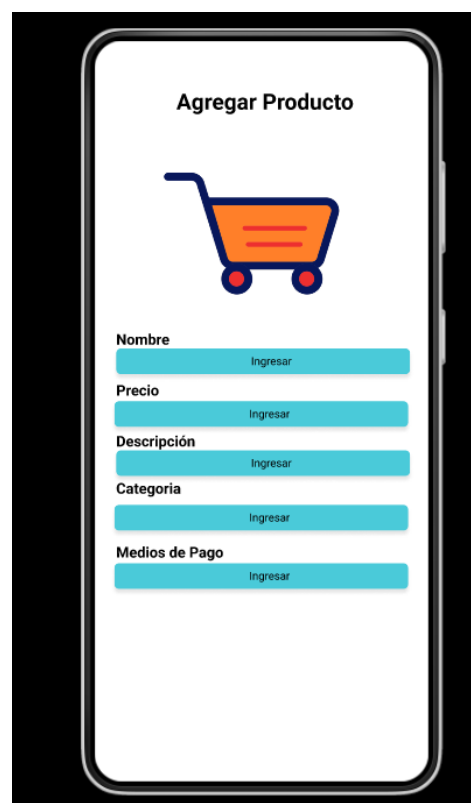 Agregar Producto
Nombre
Ingresar
Precio
Ingresar
Descripción
Ingresar
Categoria
Ingresar
Medios de Pago
Ingresar